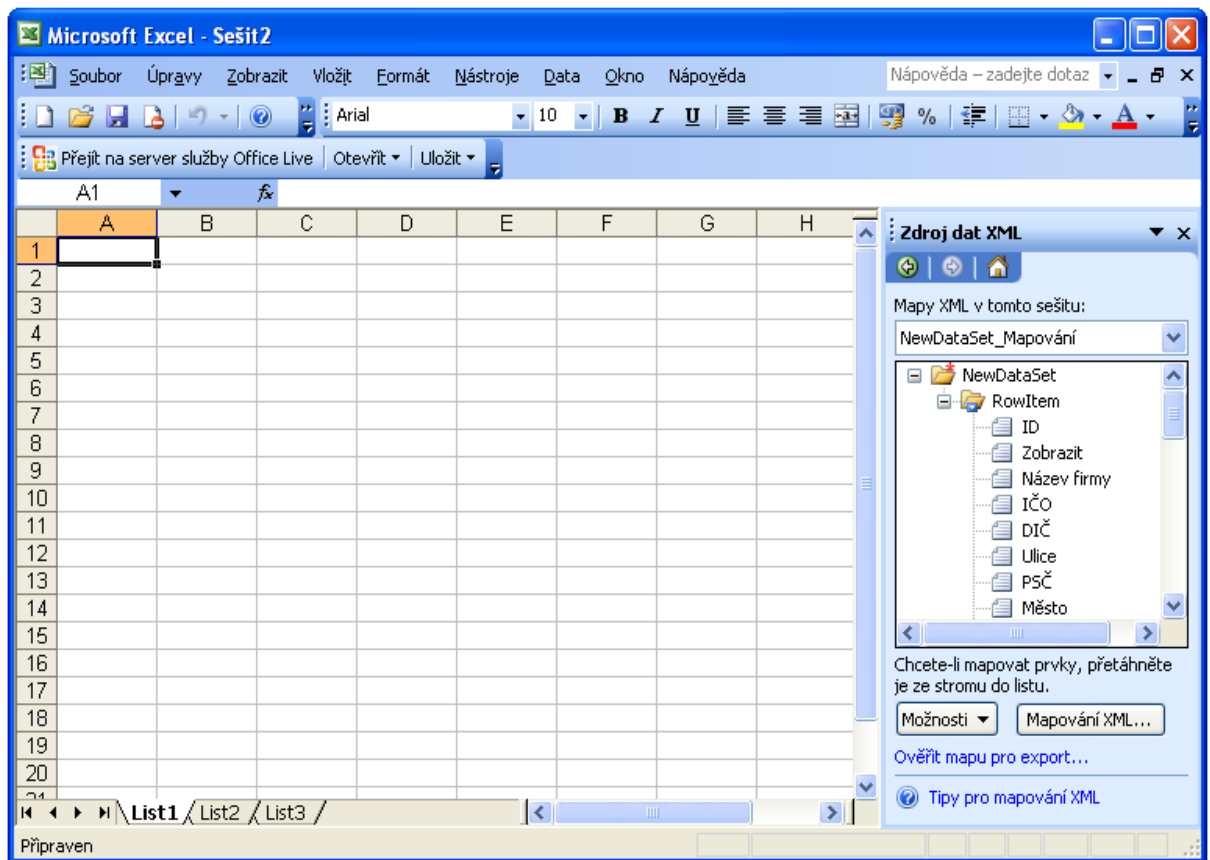 Microsoft Excel - Sešit2
Soubor Úpravy Zobrazit Vložit Formát Nástroje Data Okno Nápověda Nápověda – zadejte dotaz
Arial 10 B I U %  A
Přejít na server služby Office Live Otevřít Uložit
A1 fx
A B C D E F G H
1
2
3
4
5
6
7
8
9
10
11
12
13
14
15
16
17
18
19
20
21
List1 List2 List3
Připraven
Zdroj dat XML
Mapy XML v tomto sešitu:
NewDataSet_Mapování
NewDataSet
RowItem
ID
Zobrazit
Název firmy
IČO
DIČ
Ulice
PSČ
Město
Chcete-li mapovat prvky, přetáhněte
je ze stromu do listu.
Možnosti Mapování XML...
Ověřit mapu pro export...
Tipy pro mapování XML